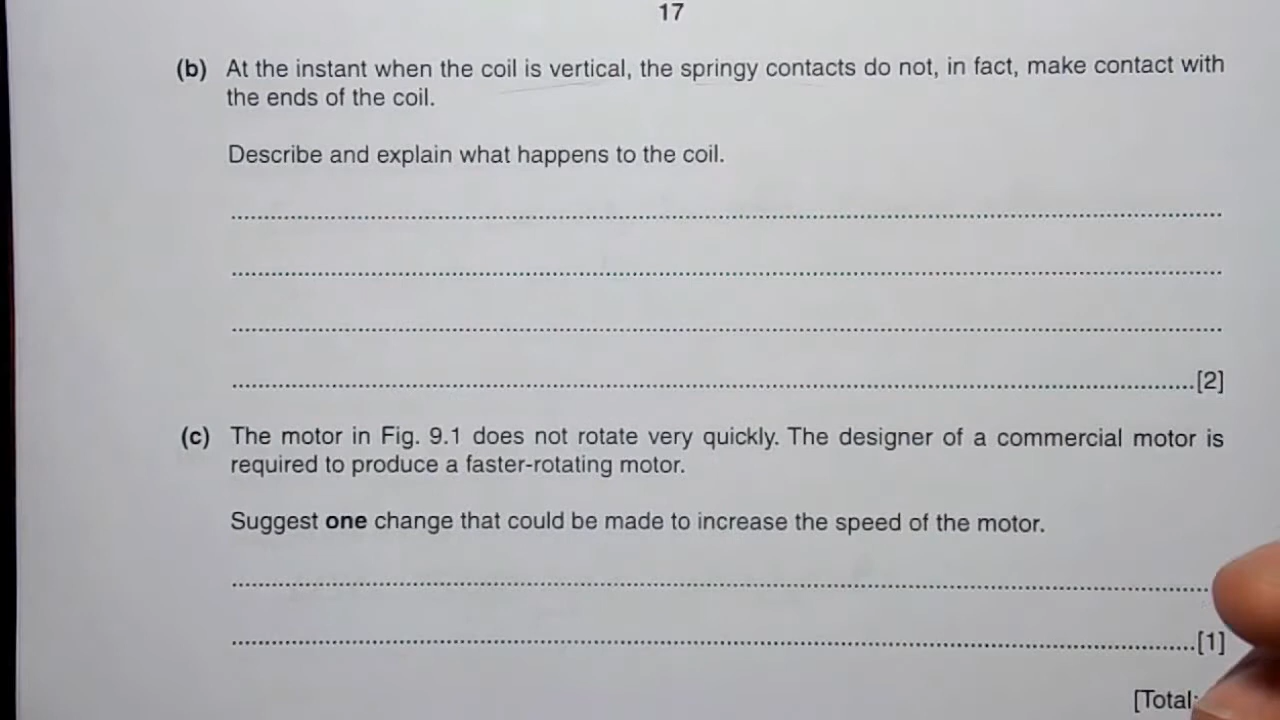 17
(b) At the instant when the coil is vertical, the springy contacts do not, in fact, make contact with
the ends of the coil.
Describe and explain what happens to the coil.
..........................................................................................................................................
..........................................................................................................................................
..........................................................................................................................................
......................................................................................................................................[2]
(c) The motor in Fig. 9.1 does not rotate very quickly. The designer of a commercial motor is
required to produce a faster-rotating motor.
Suggest one change that could be made to increase the speed of the motor.
..........................................................................................................................................
......................................................................................................................................[1]
[Total: